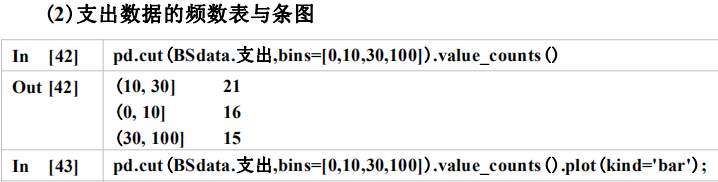 (2)支出数据的频数表与条图
In [42] pd.cut(BSdata.支出,bins=[0,10,30,100]).value_counts()
Out [42] (10, 30] 21
(0, 10] 16
(30, 100] 15
In [43] pd.cut(BSdata.支出,bins=[0,10,30,100]).value_counts().plot(kind='bar');